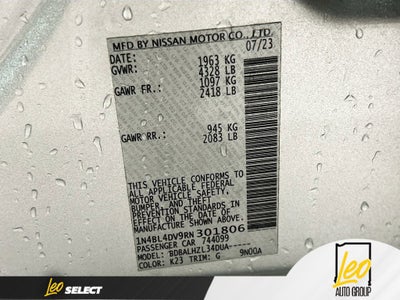 MFD BY NISSAN MOTOR CO., LTD.
DATE: 07/23
GVWR: 1963 KG
4328 LB
GAWR FR.: 1097 KG
2418 LB
GAWR RR.: 945 KG
2083 LB
THIS VEHICLE CONFORMS TO
ALL APPLICABLE FEDERAL
MOTOR VEHICLE SAFETY,
BUMPER, AND THEFT
PREVENTION STANDARDS
IN EFFECT ON THE DATE OF
MANUFACTURE SHOWN ABOVE.
1N4BL4DV9RN301806
PASSENGER CAR 744099
MODEL: BDBALHZL34DUA-----
COLOR: K23 TRIM: G 9N00A
Leo SELECT
Leo
AUTO GROUP